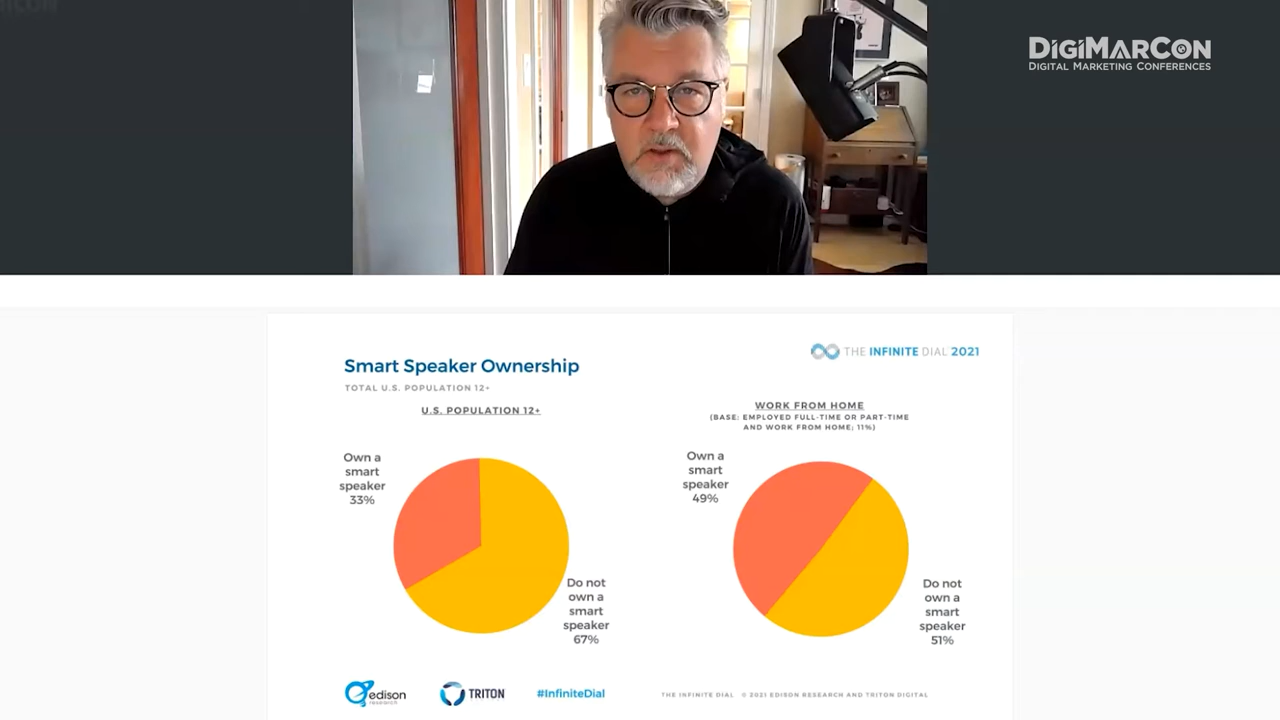 DIGIMARCON
DIGITAL MARKETING CONFERENCES
THE INFINITE DIAL 2021
Smart Speaker Ownership
TOTAL U.S. POPULATION 12+
U.S. POPULATION 12+
Own a
smart
speaker
33%
Do not
own a
smart
speaker
67%
WORK FROM HOME
(BASE: EMPLOYED FULL-TIME OR PART-TIME
AND WORK FROM HOME; 11%)
Own a
smart
speaker
49%
Do not
own a
smart
speaker
51%
edison
research
TRITON
#InfiniteDial
THE INFINITE DIAL © 2021 EDISON RESEARCH AND TRITON DIGITAL